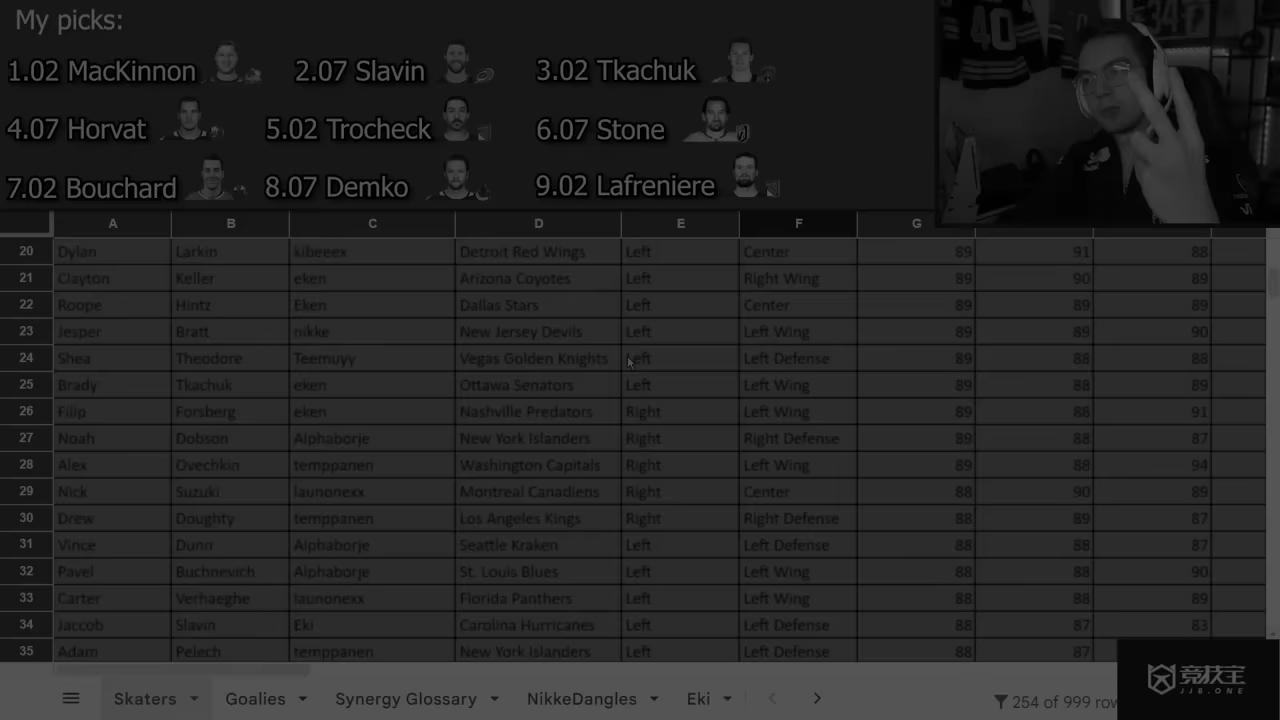 My picks:
1.02 MacKinnon 2.07 Slavin 3.02 Tkachuk
4.07 Horvat 5.02 Trocheck 6.07 Stone
7.02 Bouchard 8.07 Demko 9.02 Lafreniere
40
A B C D E F G
20 Dylan Larkin kibereex Detroit Red Wings Left Center 89 91 88
21 Clayton Keller eken Arizona Coyotes Left Right Wing 89 90 89
22 Roope Hintz Eken Dallas Stars Left Center 89 89 89
23 Jesper Bratt nikke New Jersey Devils Left Left Wing 89 89 90
24 Shea Theodore Teemuyy Vegas Golden Knights Left Left Defense 89 88 88
25 Brady Tkachuk eken Ottawa Senators Left Left Wing 89 88 89
26 Filip Forsberg eken Nashville Predators Right Left Wing 89 88 91
27 Noah Dobson Alphaborje New York Islanders Right Right Defense 89 88 87
28 Alex Ovechkin temppanen Washington Capitals Right Left Wing 89 88 94
29 Nick Suzuki launonexx Montreal Canadiens Right Center 88 90 89
30 Drew Doughty temppanen Los Angeles Kings Right Right Defense 88 89 87
31 Vince Dunn Alphaborje Seattle Kraken Left Left Defense 88 88 87
32 Pavel Buchnevich Alphaborje St. Louis Blues Left Left Wing 88 88 90
33 Carter Verhaeghe launonexx Florida Panthers Left Left Wing 88 88 89
34 Jaccob Slavin Eki Carolina Hurricanes Left Left Defense 88 87 83
35 Adam Pelech temppanen New York Islanders Left Left Defense 88 87
Skaters Goalies Synergy Glossary NikkeDangles Eki 254 of 999 row
竞技宝
JJB.ONE